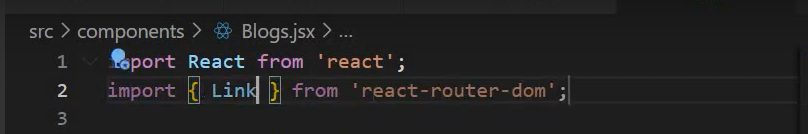 src > components > Blogs.jsx > ...
1 import React from 'react';
2 import { Link } from 'react-router-dom';
3